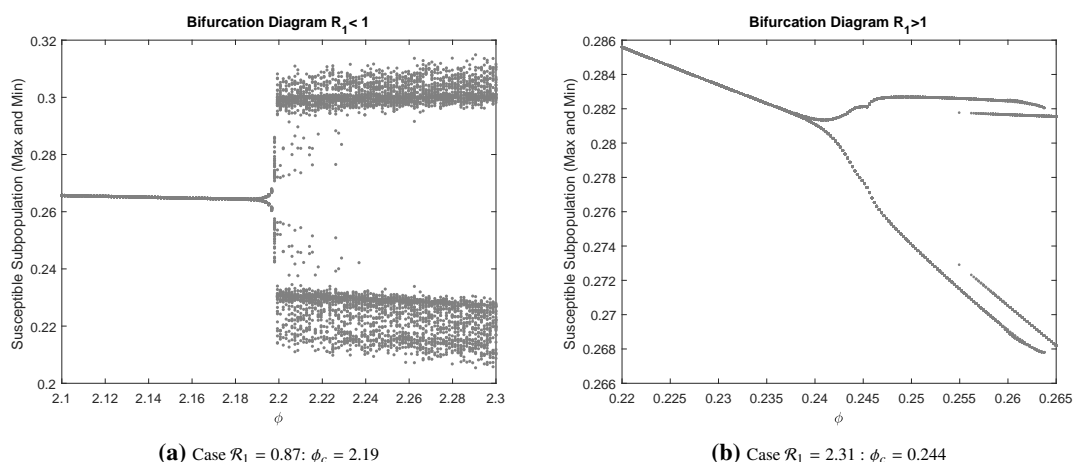 Bifurcation Diagram R_1< 1
Susceptible Subpopulation (Max and Min)
0.32
0.3
0.28
0.26
0.24
0.22
0.2
2.1 2.12 2.14 2.16 2.18 2.2 2.22 2.24 2.26 2.28 2.3
ϕ
(a) Case R₁ = 0.87: ϕc = 2.19
Bifurcation Diagram R_1>1
Susceptible Subpopulation (Max and Min)
0.286
0.284
0.282
0.28
0.278
0.276
0.274
0.272
0.27
0.268
0.266
0.22 0.225 0.23 0.235 0.24 0.245 0.25 0.255 0.26 0.265
ϕ
(b) Case R₁ = 2.31 : ϕc = 0.244